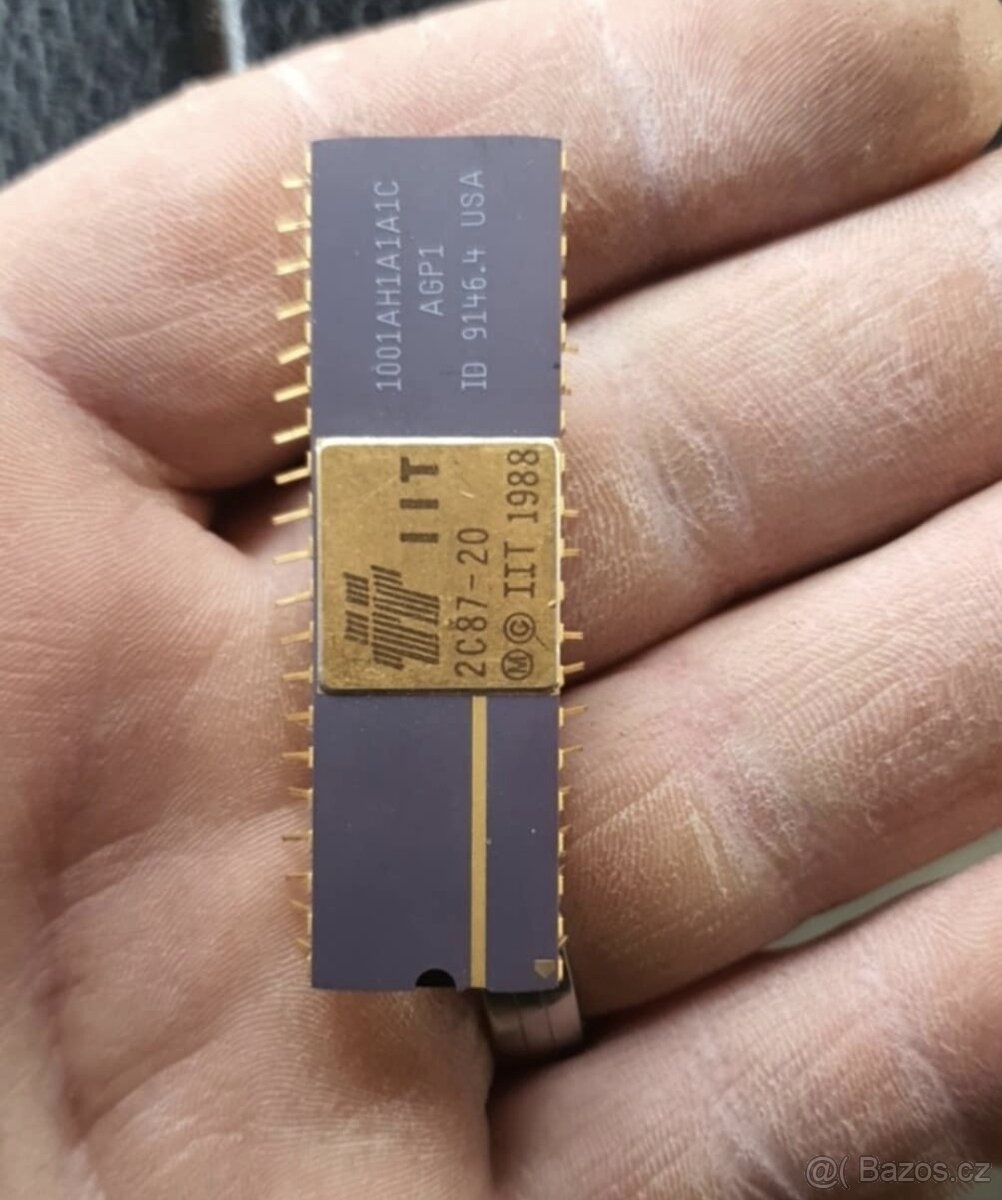 1001AH1A1A1C
AGP1
ID 9146.4 USA
IIT
2C87-20
Ⓜ © IIT 1988
@( Bazos.cz